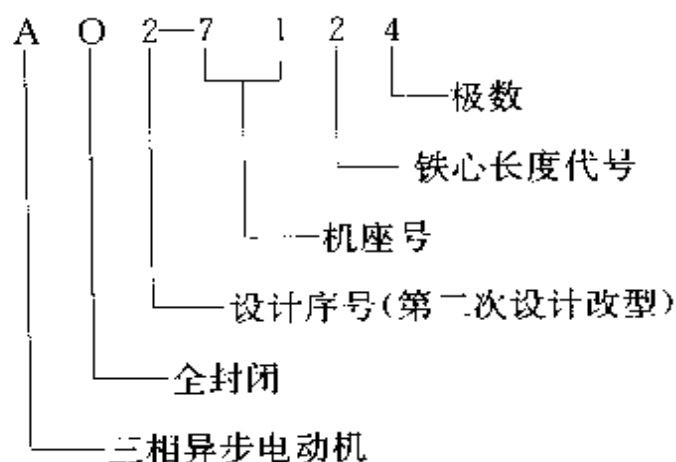 A O 2—7 1 2 4
极数
铁心长度代号
机座号
设计序号(第二次设计改型)
全封闭
三相异步电动机